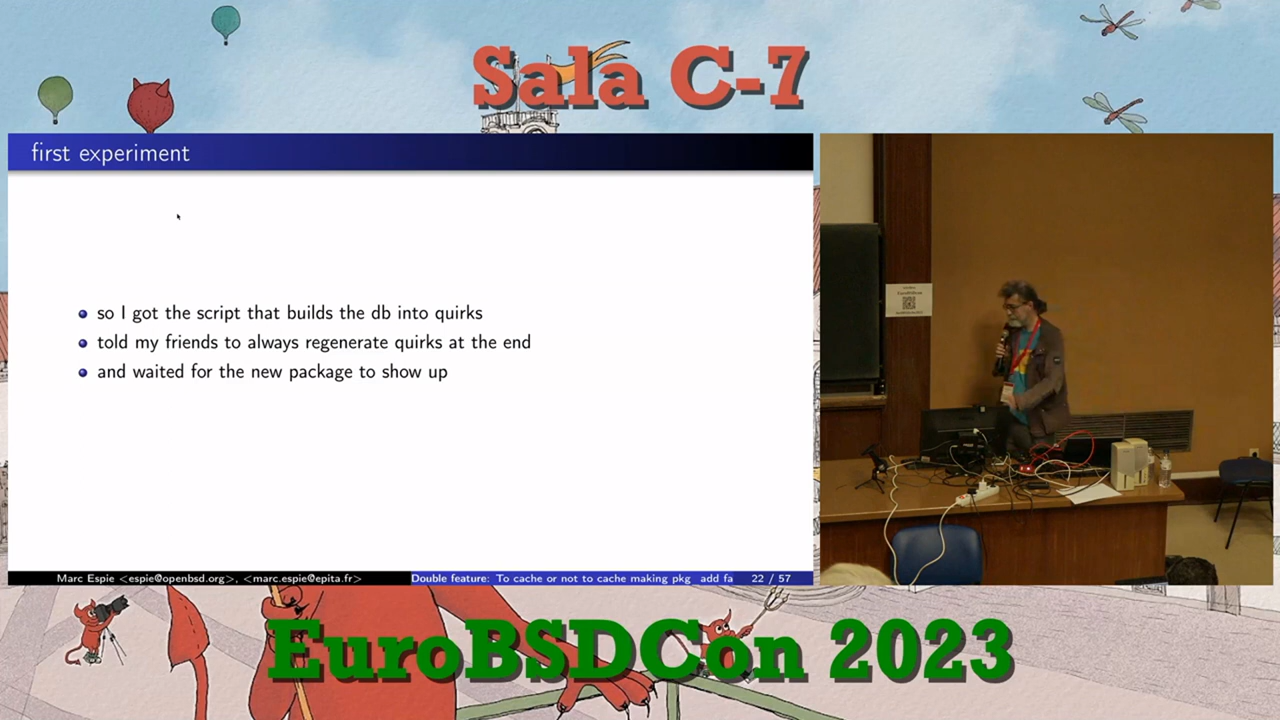 Sala C-7
first experiment
so I got the script that builds the db into quirks
told my friends to always regenerate quirks at the end
and waited for the new package to show up
Marc Espie <espie@openbsd.org>, <marc.espie@epita.fr>
Double feature: To cache or not to cache making pkg_add fa
22 / 57
EuroBSDCon 2023